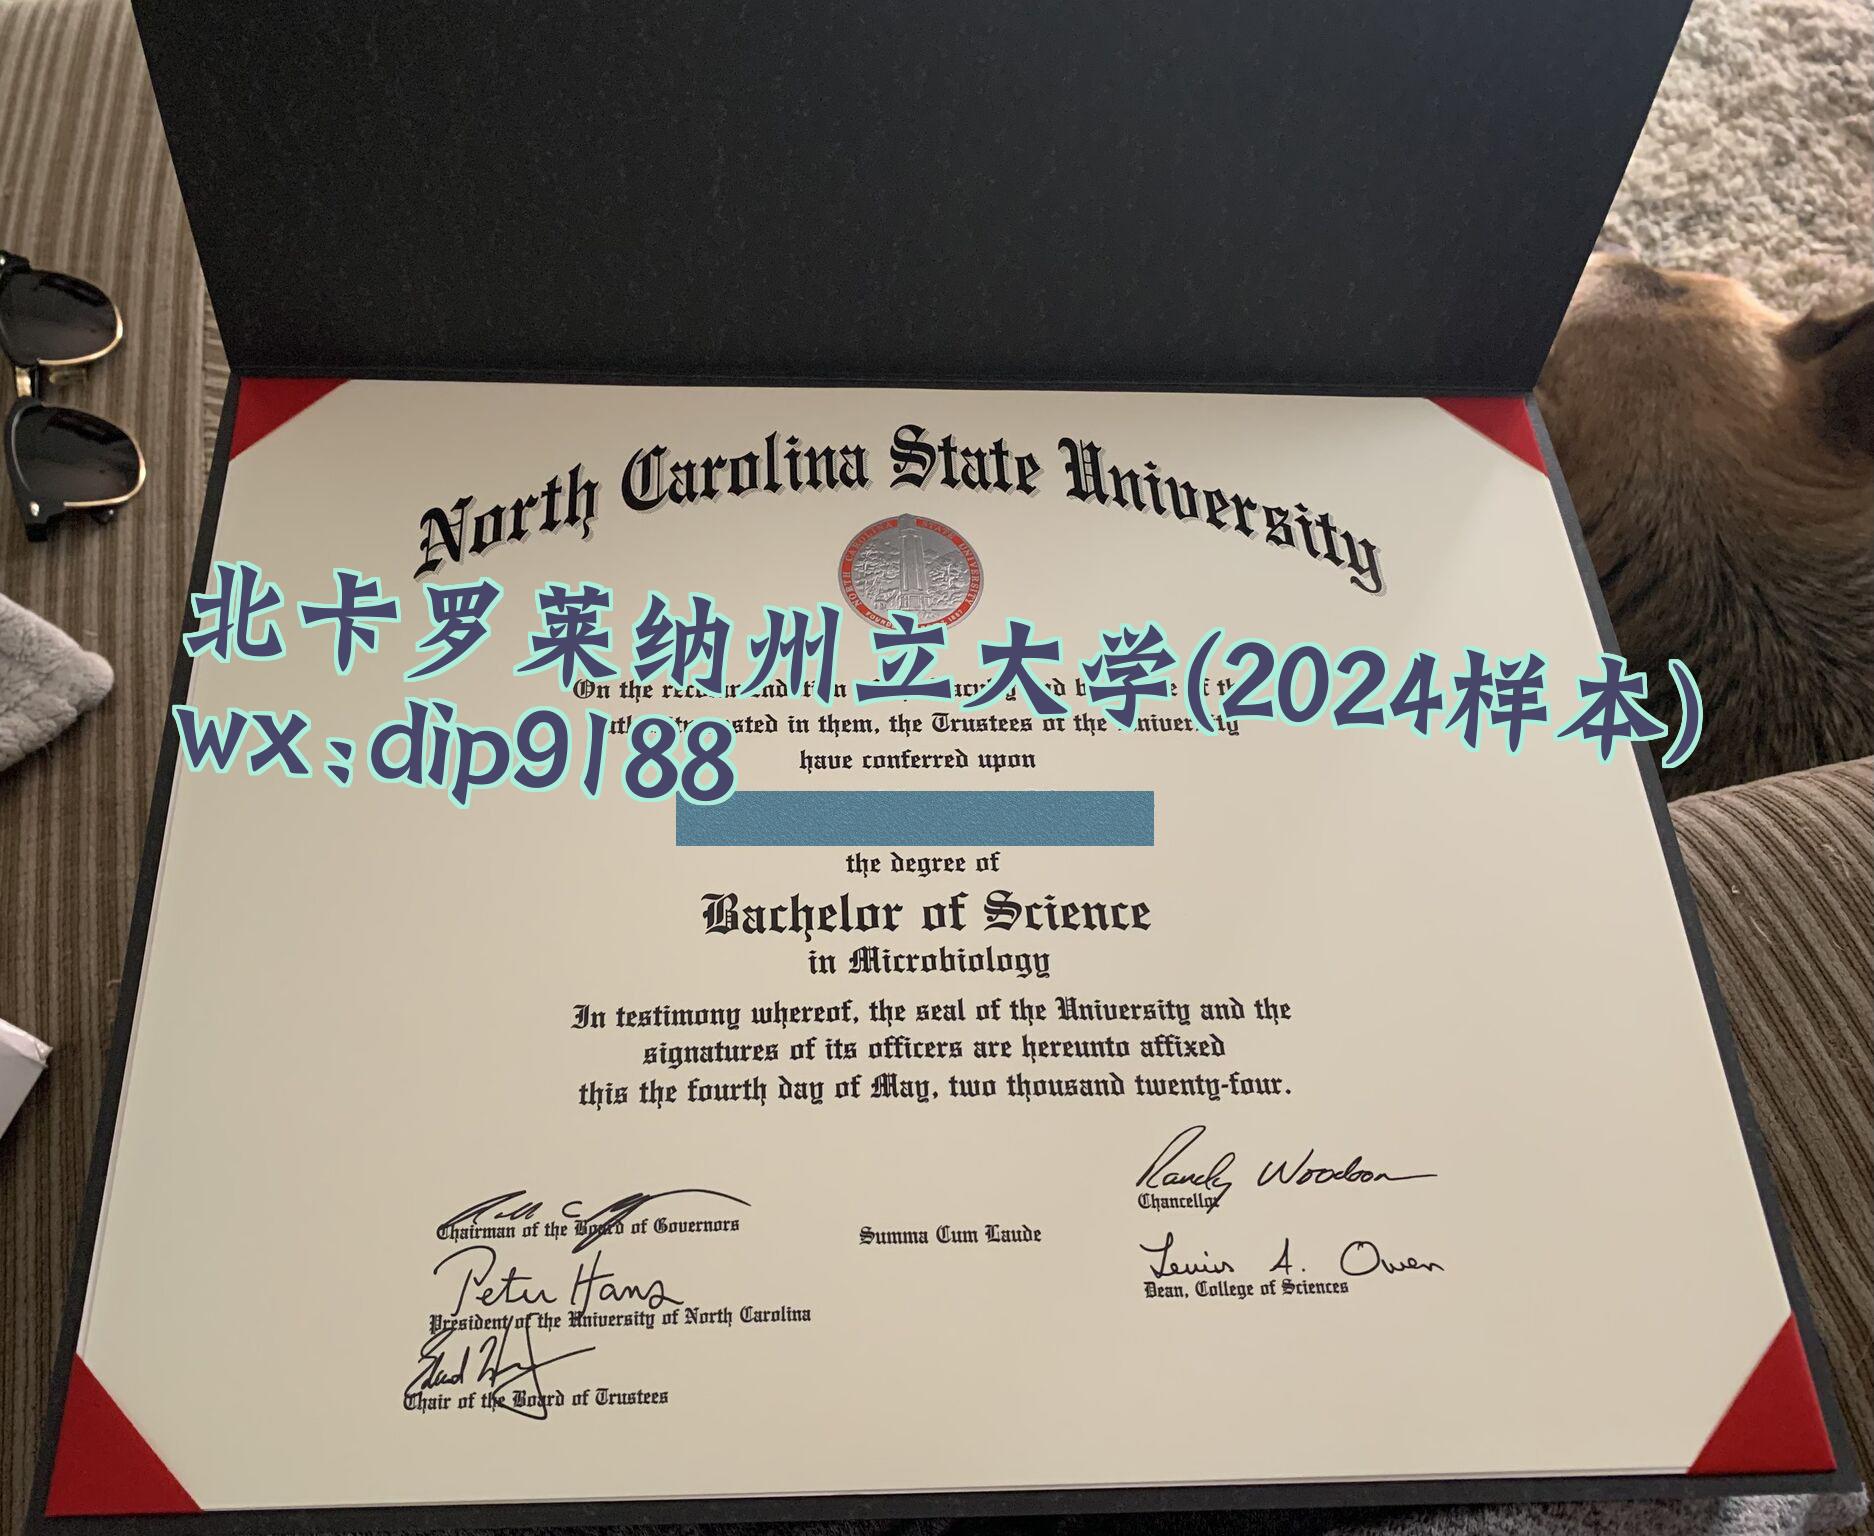 North Carolina State University
NORTH CAROLINA STATE UNIVERSITY
北卡罗莱纳州立大学(2024样本)
On the
wx:dip9188
in them, the Trustees of the
have conferred upon
the degree of
Bachelor of Science
in Microbiology
In testimony whereof, the seal of the University and the
signatures of its officers are hereunto affixed
this the fourth day of May, two thousand twenty-four.
Randy Woodson
Chancellor
Chairman of the Board of Governors
Summa Cum Laude
Peter Hans
A. Owen
Dean, College of Sciences
President of the University of North Carolina
Chair of the Board of Trustees